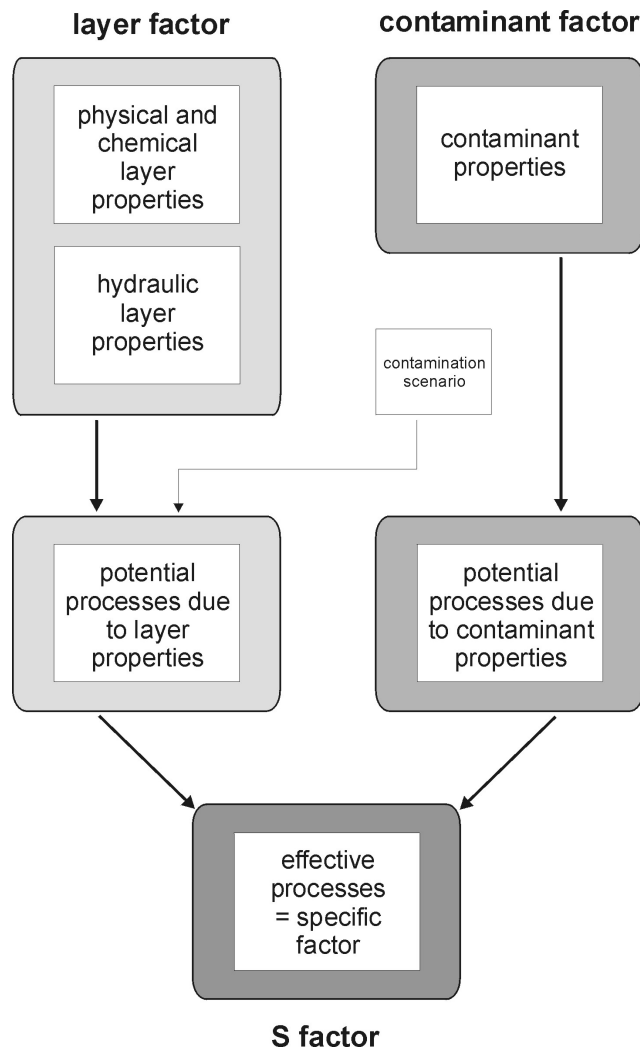 layer factor
contaminant factor
physical and
chemical
layer
properties
contaminant
properties
hydraulic
layer
properties
contamination
scenario
potential
processes due
to layer
properties
potential
processes due
to contaminant
properties
effective
processes
= specific
factor
S factor